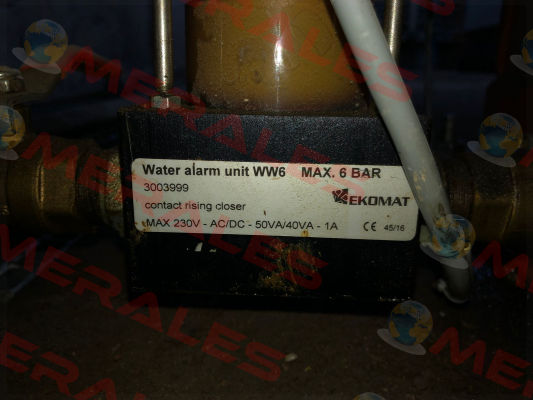 Water alarm unit WW6 MAX. 6 BAR
3003999
EKOMAT
contact rising closer
MAX 230V - AC/DC - 50VA/40VA - 1A CE 45/16
MERALES
MERALES
MERALES
MERALES
MERALES